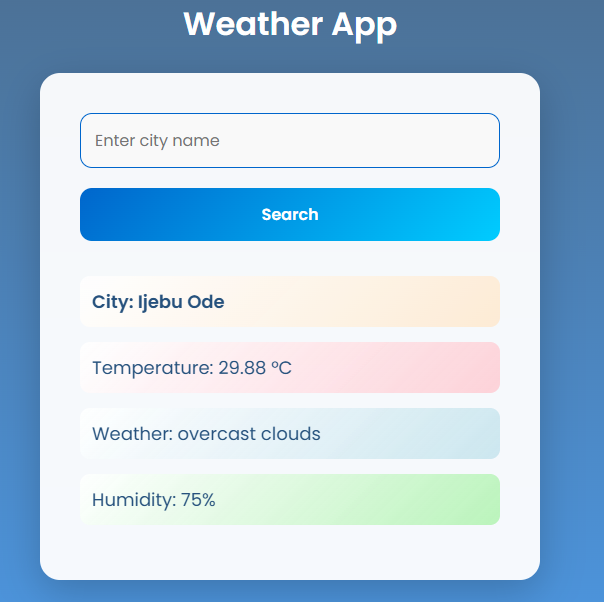 Weather App
Enter city name
Search
City: Ijebu Ode
Temperature: 29.88 °C
Weather: overcast clouds
Humidity: 75%